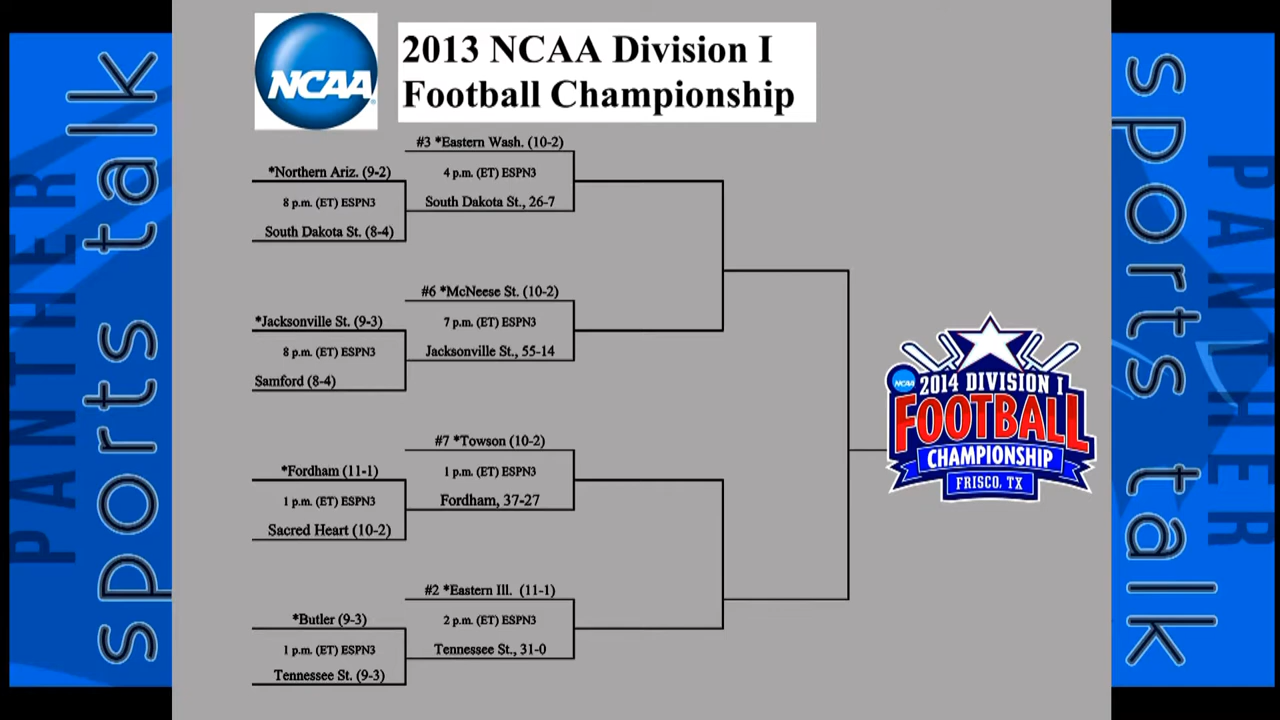 NCAA
2013 NCAA Division I
Football Championship
#3 *Eastern Wash. (10-2)
*Northern Ariz. (9-2)
4 p.m. (ET) ESPN3
8 p.m. (ET) ESPN3
South Dakota St., 26-7
South Dakota St. (8-4)
#6 *McNeese St. (10-2)
*Jacksonville St. (9-3)
7 p.m. (ET) ESPN3
8 p.m. (ET) ESPN3
Jacksonville St., 55-14
Samford (8-4)
#7 *Towson (10-2)
*Fordham (11-1)
1 p.m. (ET) ESPN3
1 p.m. (ET) ESPN3
Fordham, 37-27
Sacred Heart (10-2)
#2 *Eastern Ill. (11-1)
*Butler (9-3)
2 p.m. (ET) ESPN3
1 p.m. (ET) ESPN3
Tennessee St., 31-0
Tennessee St. (9-3)
NCAA
2014 DIVISION I
FOOTBALL
CHAMPIONSHIP
FRISCO, TX
PANTHER
sports talk
sports talk
PANTHER